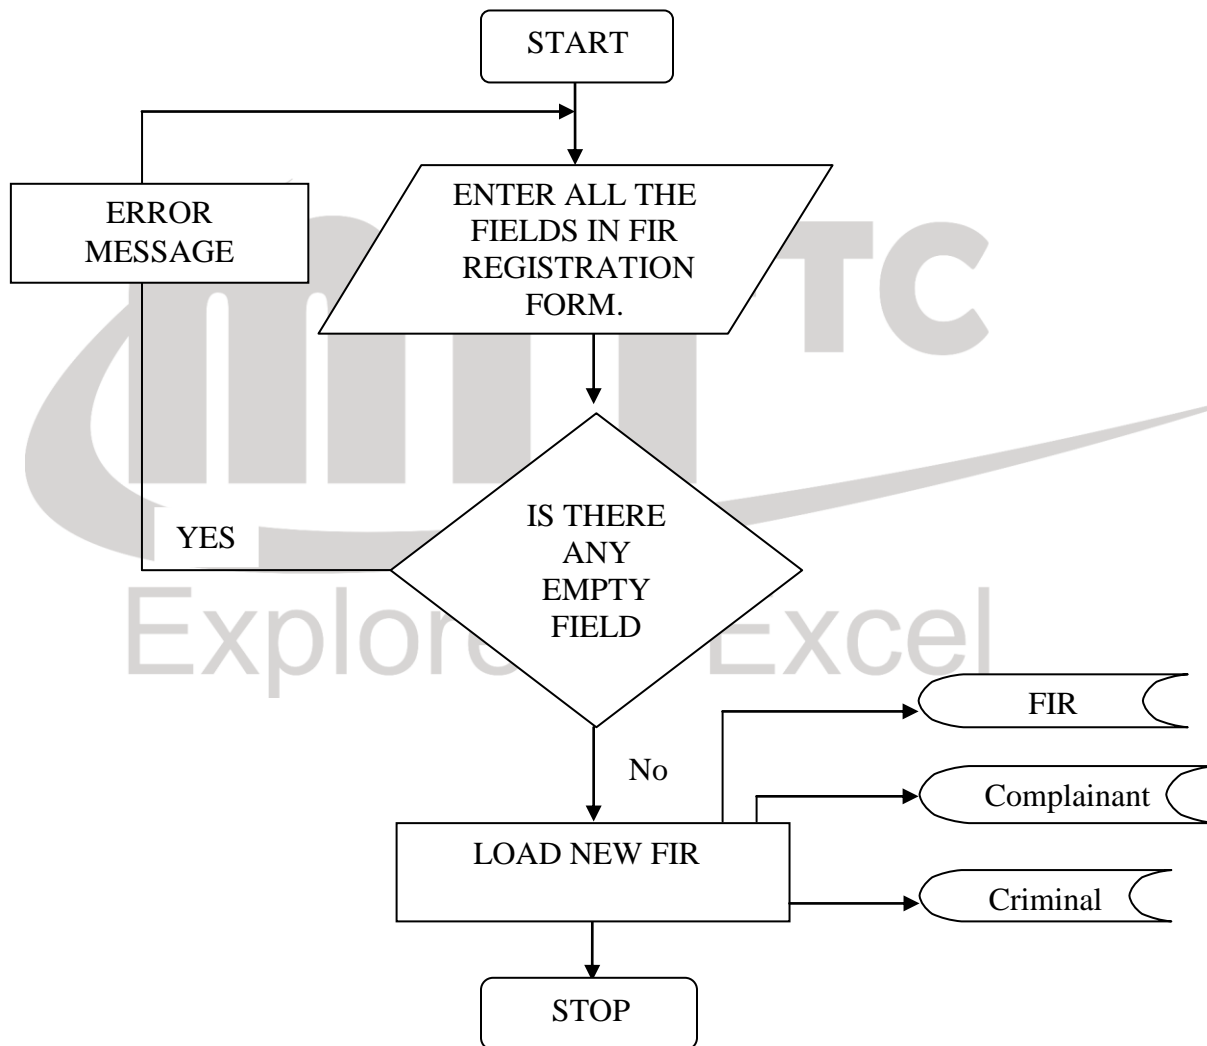 START
ERROR
MESSAGE
ENTER ALL THE
FIELDS IN FIR
REGISTRATION
FORM.
TC
YES
IS THERE
ANY
EMPTY
FIELD
Explore Excel
FIR
No
Complainant
LOAD NEW FIR
Criminal
STOP